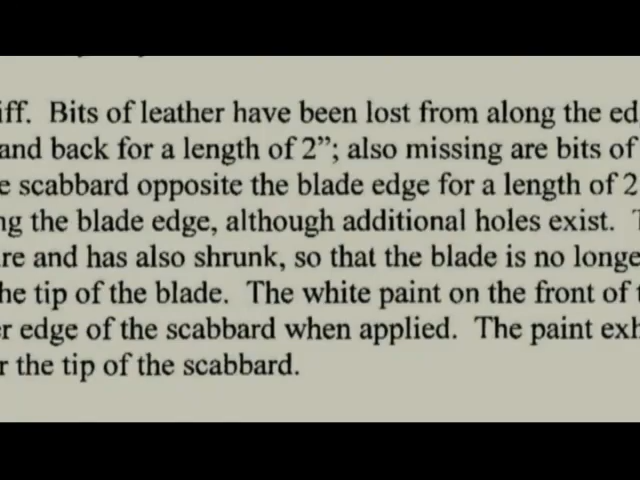 iff. Bits of leather have been lost from along the ed
and back for a length of 2”; also missing are bits of
e scabbard opposite the blade edge for a length of 2
ng the blade edge, although additional holes exist. T
re and has also shrunk, so that the blade is no longe
he tip of the blade. The white paint on the front of t
r edge of the scabbard when applied. The paint exh
r the tip of the scabbard.